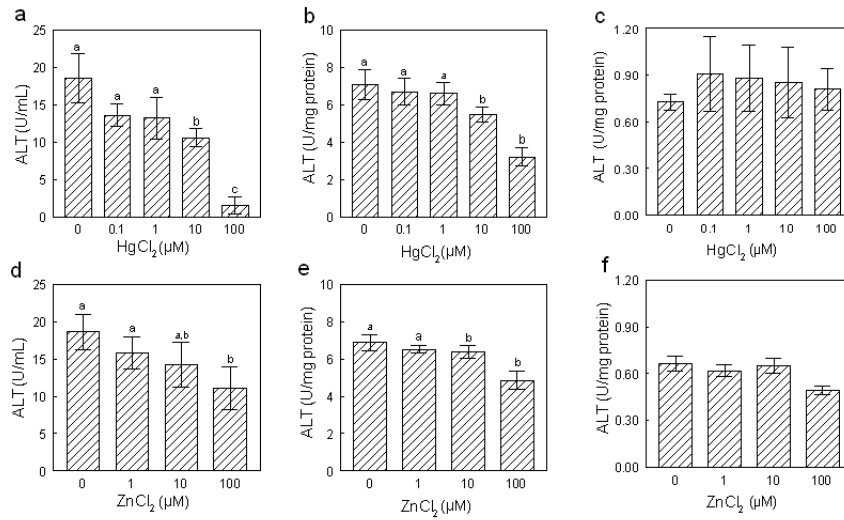 a
ALT (U/mL)
25
20
15
10
5
0
a
a
a
b
c
0 0.1 1 10 100
HgCl₂(µM)
b
ALT (U/mg protein)
10
8
6
4
2
0
a
a
a
b
b
0 0.1 1 10 100
HgCl₂(µM)
c
ALT (U/mg protein)
1.20
0.90
0.60
0.30
0.00
0 0.1 1 10 100
HgCl₂ (µM)
d
ALT (U/mL)
25
20
15
10
5
0
a
a
a,b
b
0 1 10 100
ZnCl₂ (µM)
e
ALT (U/mg protein)
10
8
6
4
2
0
a
a
b
b
0 1 10 100
ZnCl₂ (µM)
f
ALT (U/mg protein)
1.20
0.90
0.60
0.30
0.00
0 1 10 100
ZnCl₂ (µM)